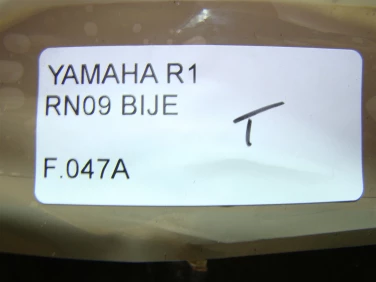 YAMAHA R1
RN09 BIJE
T
F.047A